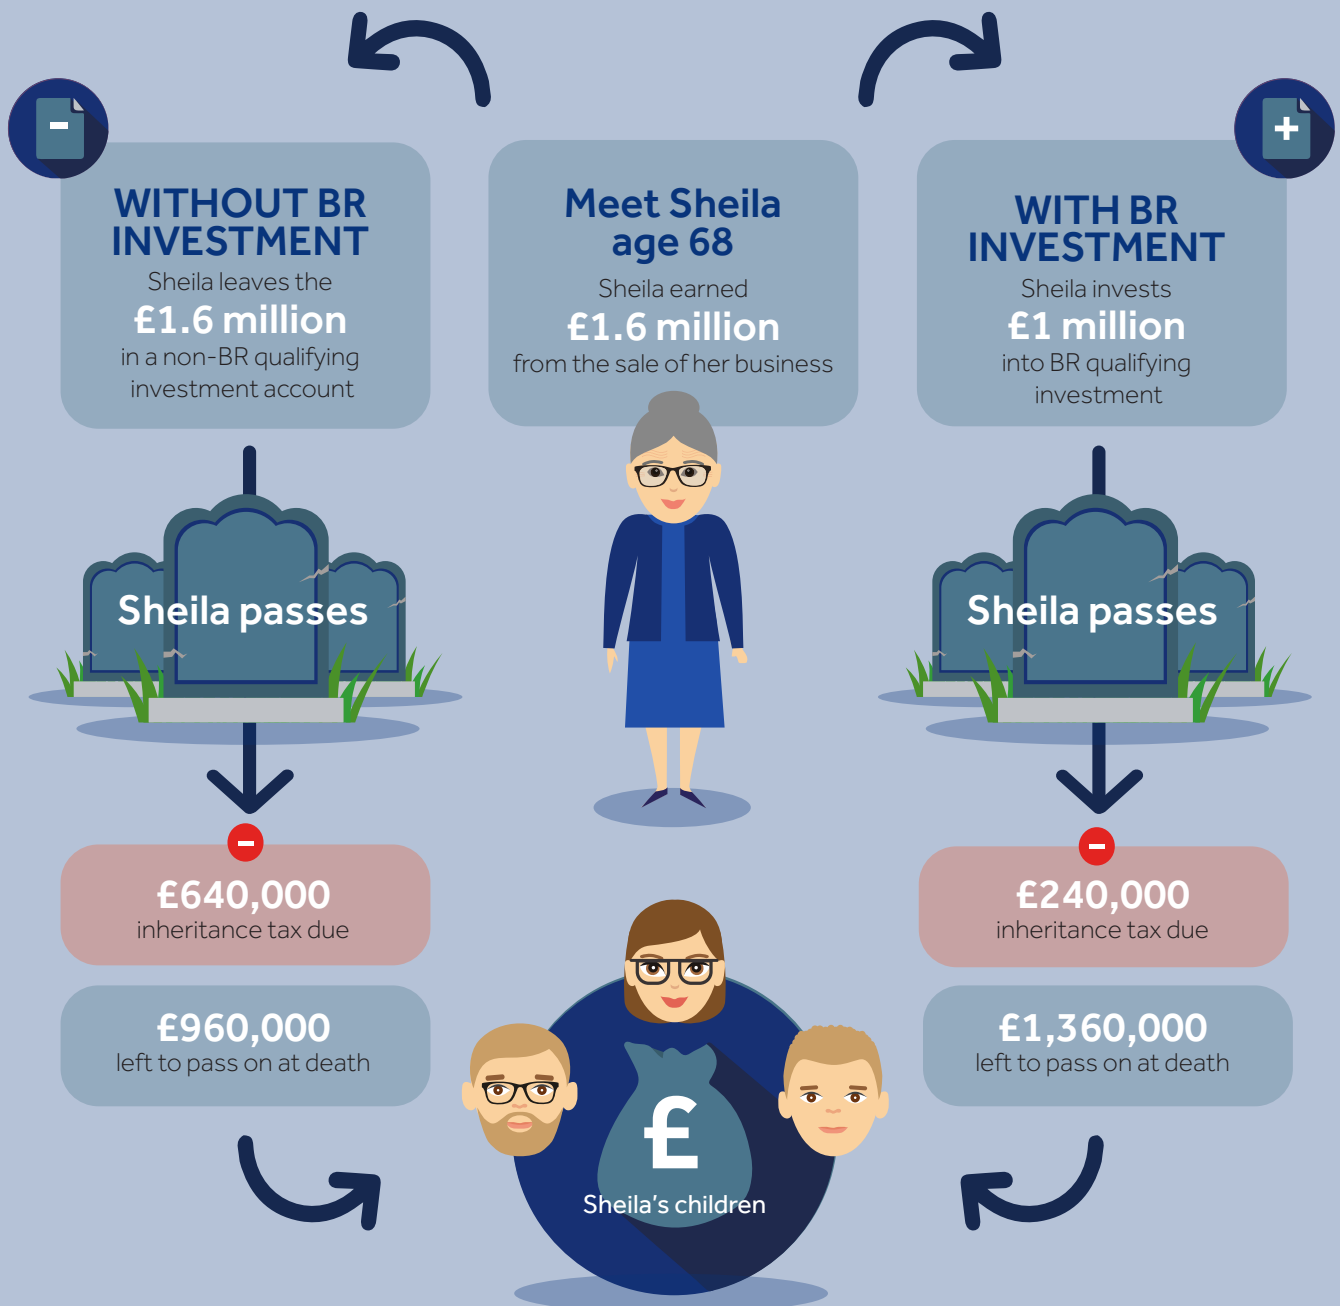 WITHOUT BR
INVESTMENT
Sheila leaves the
£1.6 million
in a non-BR qualifying
investment account
Meet Sheila
age 68
Sheila earned
£1.6 million
from the sale of her business
WITH BR
INVESTMENT
Sheila invests
£1 million
into BR qualifying
investment
Sheila passes
Sheila passes
£640,000
inheritance tax due
£240,000
inheritance tax due
£960,000
left to pass on at death
£1,360,000
left to pass on at death
£
Sheila's children